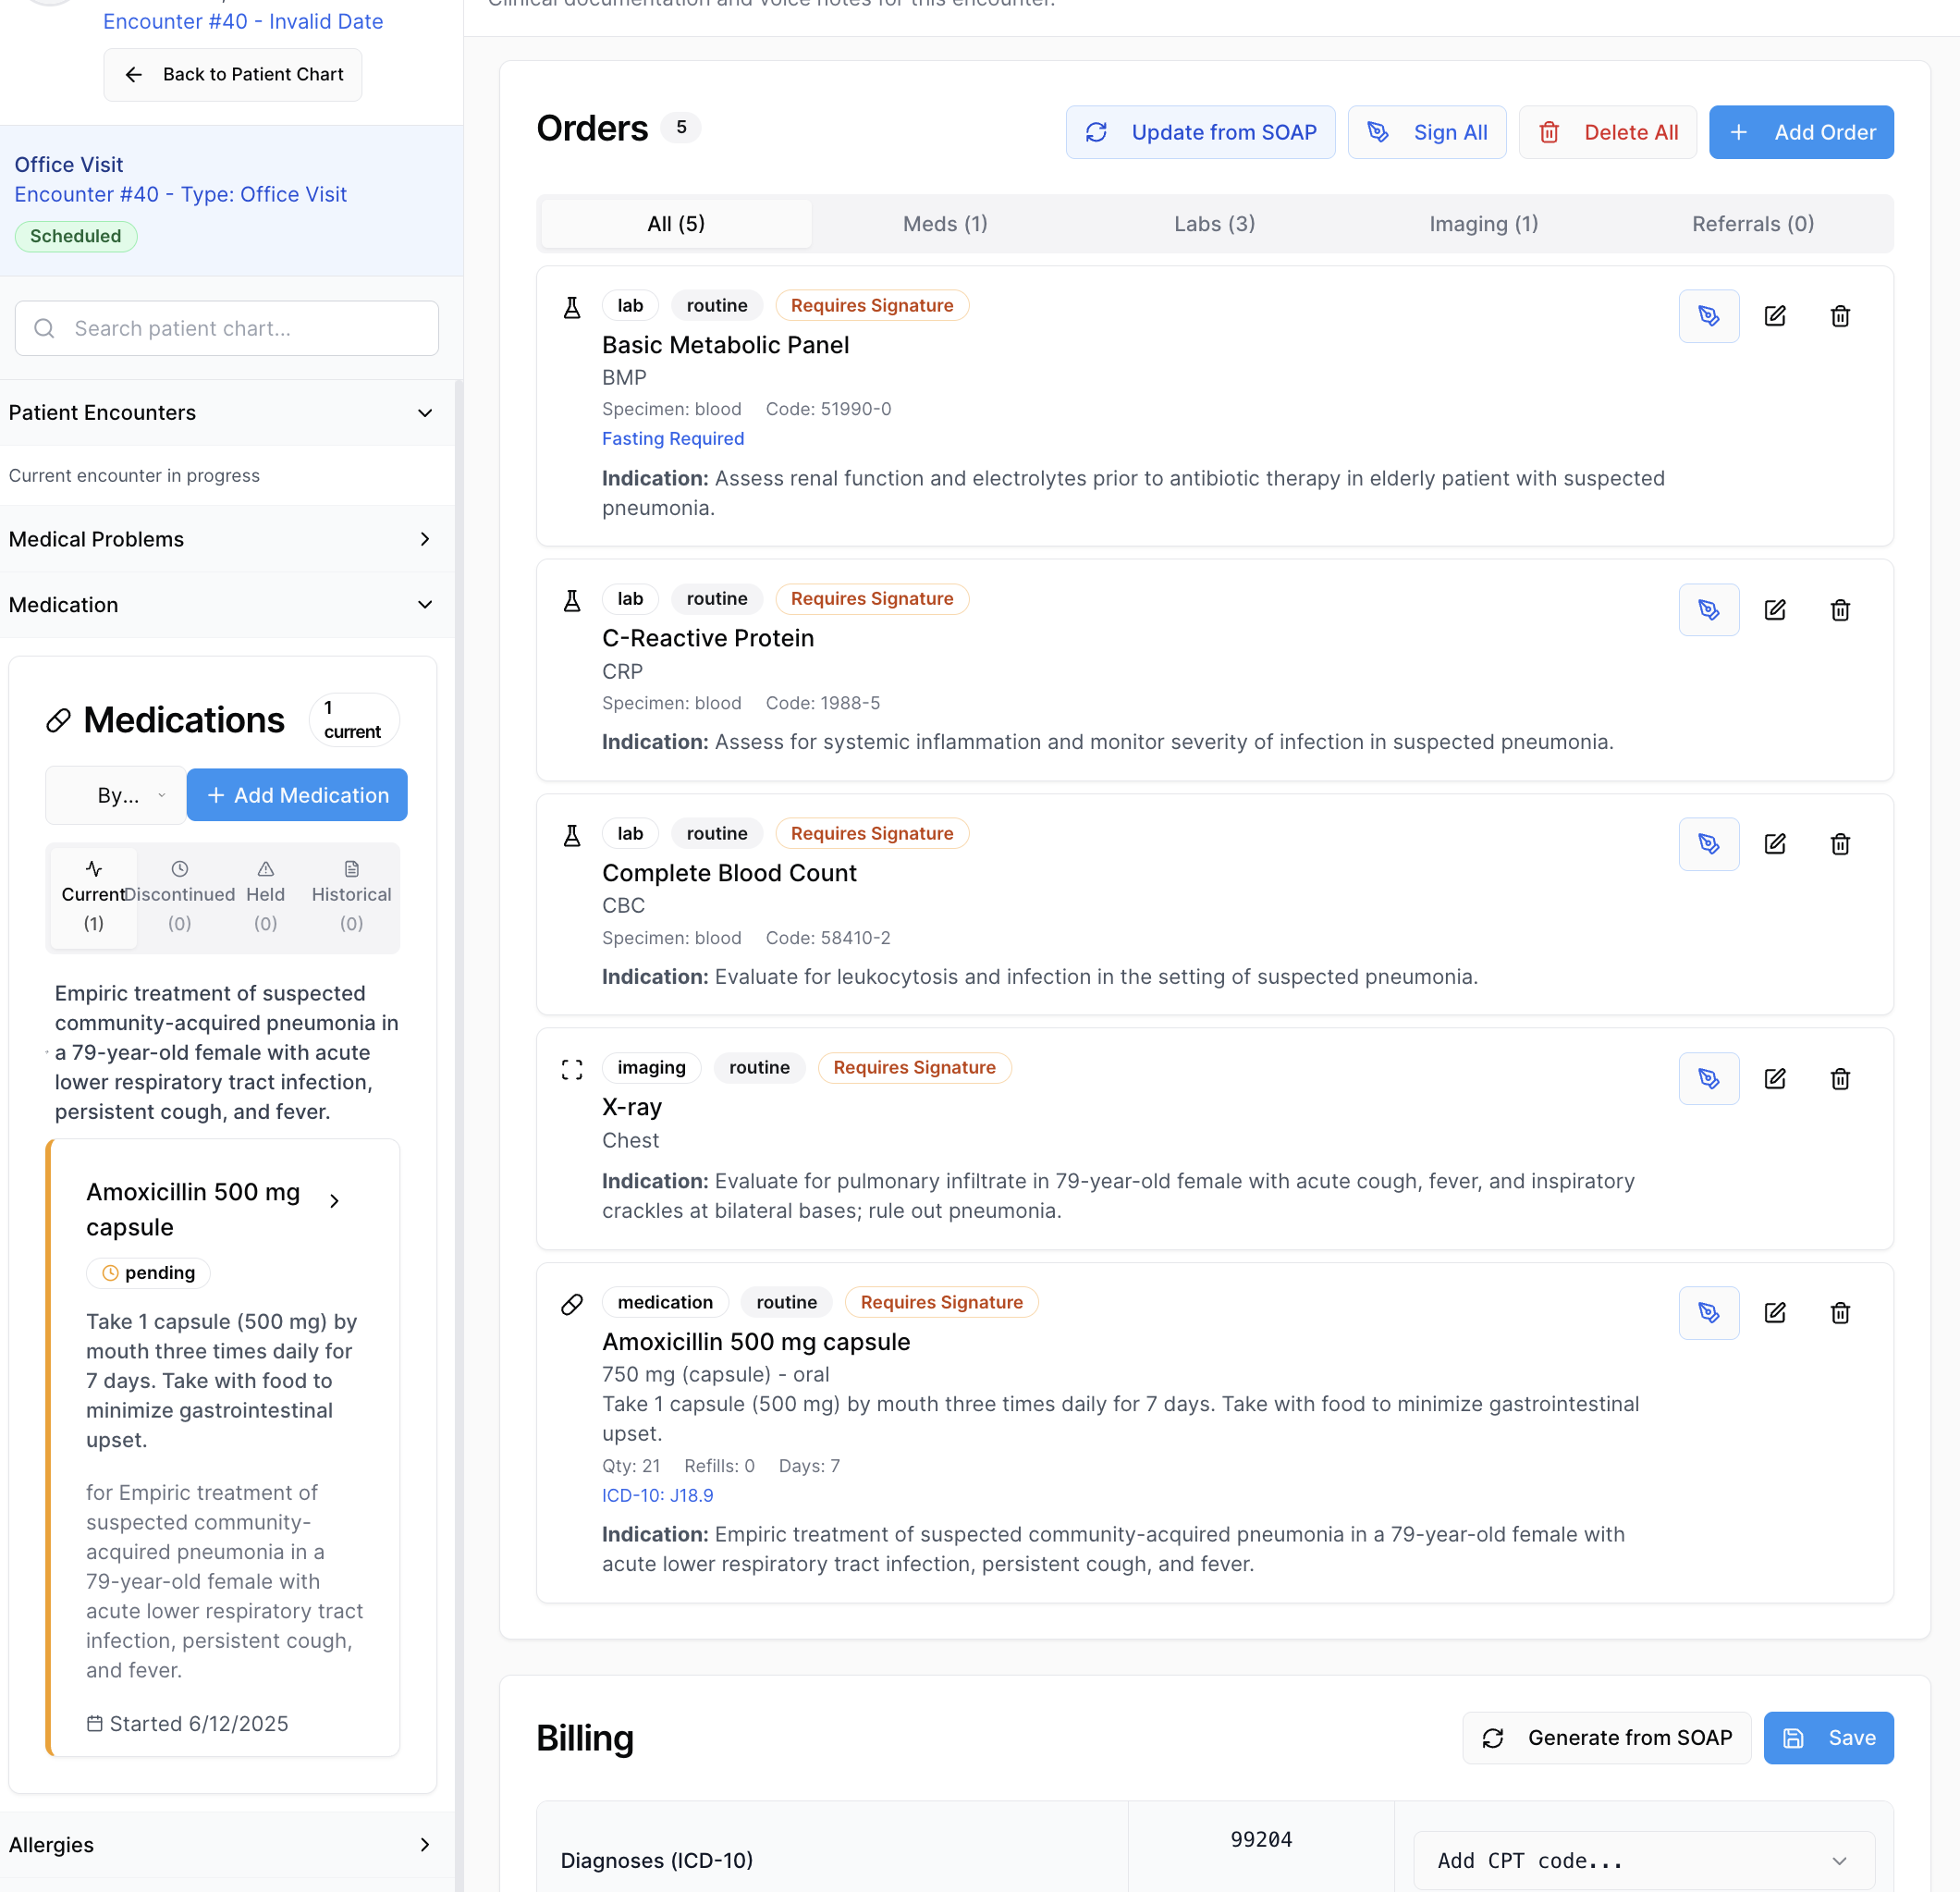 Encounter #40 - Invalid Date
Back to Patient Chart
Office Visit
Encounter #40 - Type: Office Visit
Scheduled
Search patient chart...
Patient Encounters
Current encounter in progress
Medical Problems
Medication
Medications
1
current
By...
Add Medication
Current
(1)
Discontinued
(0)
Held
(0)
Historical
(0)
Empiric treatment of suspected
community-acquired pneumonia in
a 79-year-old female with acute
lower respiratory tract infection,
persistent cough, and fever.
Amoxicillin 500 mg
capsule
pending
Take 1 capsule (500 mg) by
mouth three times daily for
7 days. Take with food to
minimize gastrointestinal
upset.
for Empiric treatment of
suspected community-
acquired pneumonia in a
79-year-old female with
acute lower respiratory tract
infection, persistent cough,
and fever.
Started 6/12/2025
Allergies
Clinical documentation and voice notes for this encounter.
Orders 5
Update from SOAP
Sign All
Delete All
Add Order
All (5)
Meds (1)
Labs (3)
Imaging (1)
Referrals (0)
lab routine Requires Signature
Basic Metabolic Panel
BMP
Specimen: blood Code: 51990-0
Fasting Required
Indication: Assess renal function and electrolytes prior to antibiotic therapy in elderly patient with suspected
pneumonia.
lab routine Requires Signature
C-Reactive Protein
CRP
Specimen: blood Code: 1988-5
Indication: Assess for systemic inflammation and monitor severity of infection in suspected pneumonia.
lab routine Requires Signature
Complete Blood Count
CBC
Specimen: blood Code: 58410-2
Indication: Evaluate for leukocytosis and infection in the setting of suspected pneumonia.
imaging routine Requires Signature
X-ray
Chest
Indication: Evaluate for pulmonary infiltrate in 79-year-old female with acute cough, fever, and inspiratory
crackles at bilateral bases; rule out pneumonia.
medication routine Requires Signature
Amoxicillin 500 mg capsule
750 mg (capsule) - oral
Take 1 capsule (500 mg) by mouth three times daily for 7 days. Take with food to minimize gastrointestinal
upset.
Qty: 21 Refills: 0 Days: 7
ICD-10: J18.9
Indication: Empiric treatment of suspected community-acquired pneumonia in a 79-year-old female with
acute lower respiratory tract infection, persistent cough, and fever.
Billing
Generate from SOAP
Save
Diagnoses (ICD-10)
99204
Add CPT code...